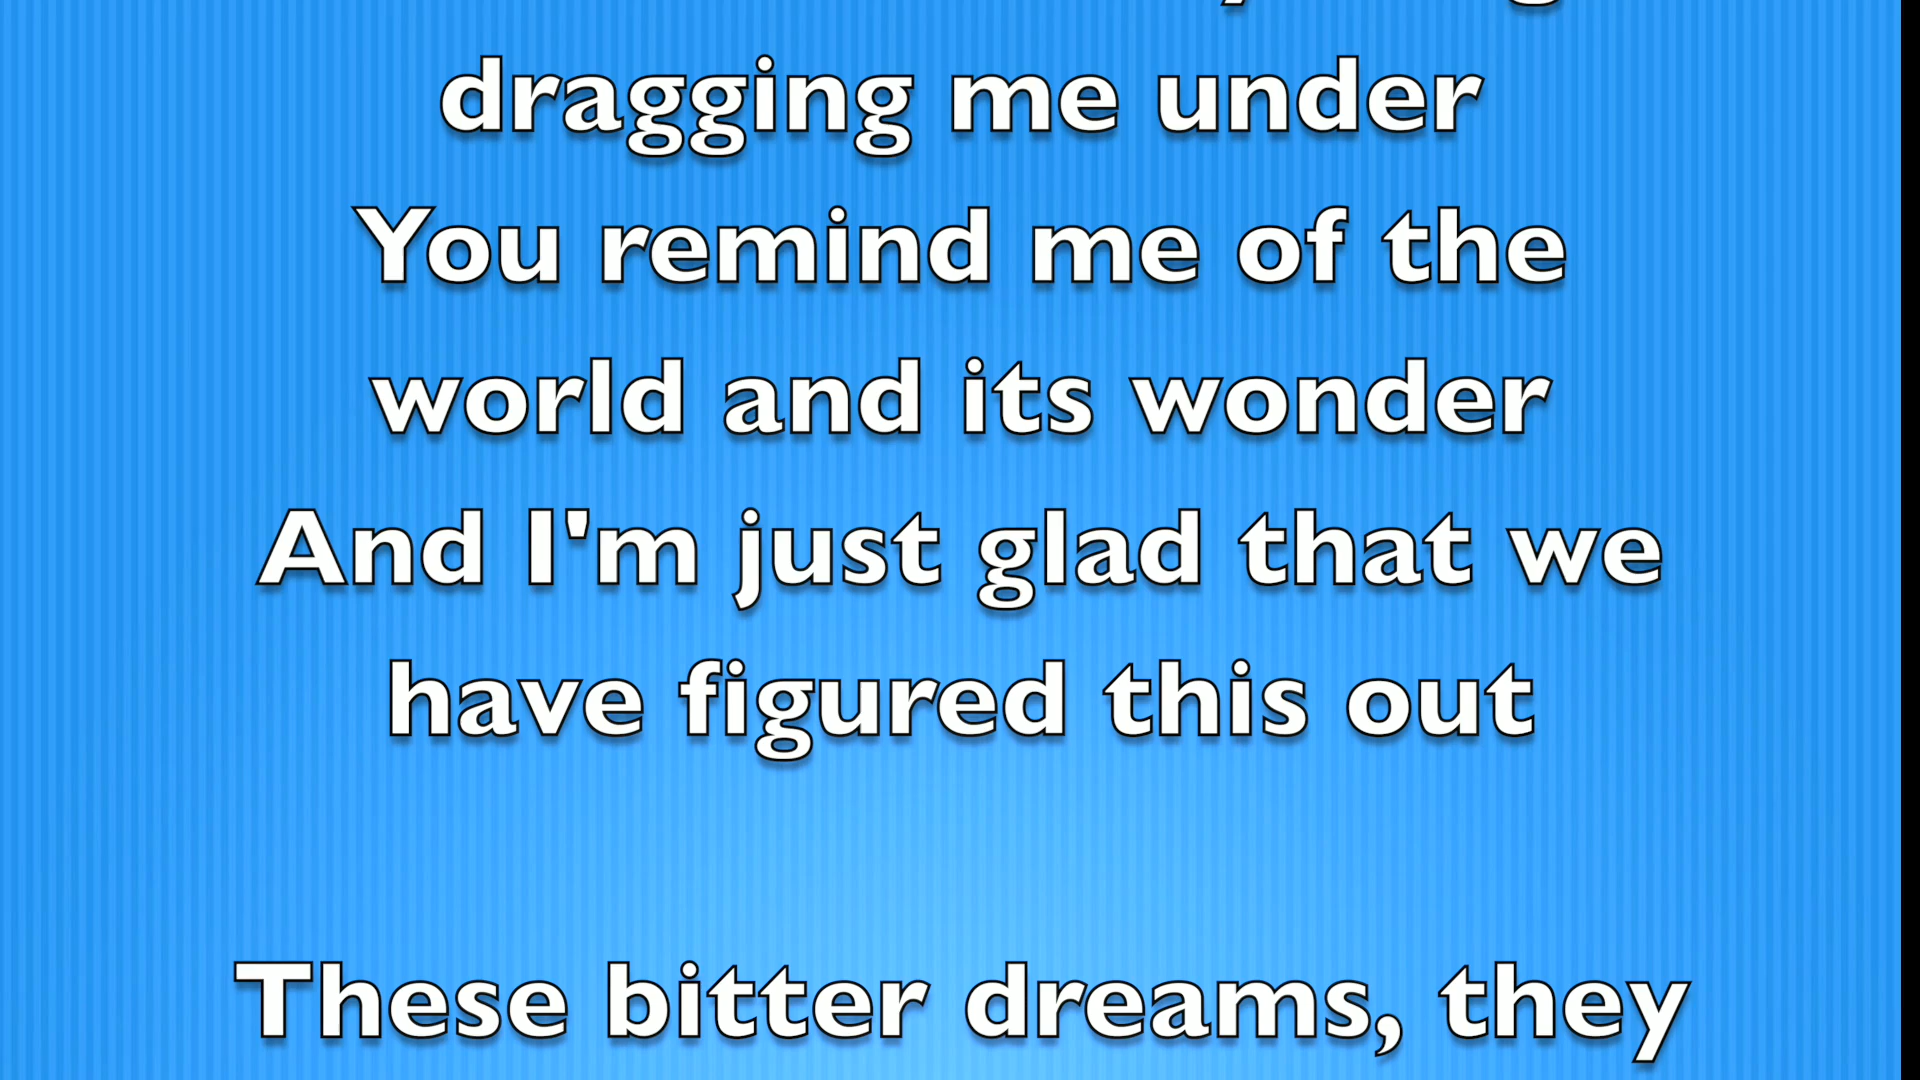 dragging me under
You remind me of the
world and its wonder
And I'm just glad that we
have figured this out
These bitter dreams, they